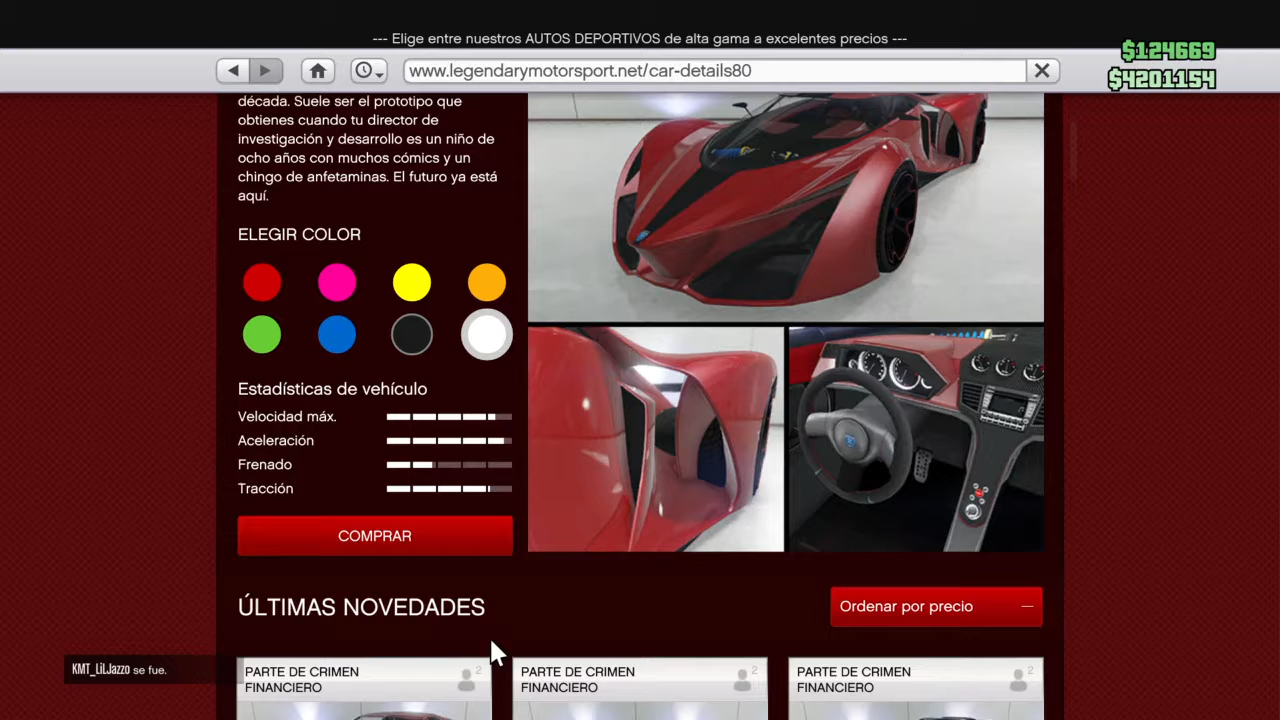 --- Elige entre nuestros AUTOS DEPORTIVOS de alta gama a excelentes precios ---
www.legendarymotorsport.net/car-details80
$124669
$4201154
década. Suele ser el prototipo que
obtienes cuando tu director de
investigación y desarrollo es un niño de
ocho años con muchos cómics y un
chingo de anfetaminas. El futuro ya está
aquí.
ELEGIR COLOR
Estadísticas de vehículo
Velocidad máx.
Aceleración
Frenado
Tracción
COMPRAR
ÚLTIMAS NOVEDADES
Ordenar por precio
KMT_LiLJazzo se fue.
PARTE DE CRIMEN
FINANCIERO
2
PARTE DE CRIMEN
FINANCIERO
2
PARTE DE CRIMEN
FINANCIERO
2